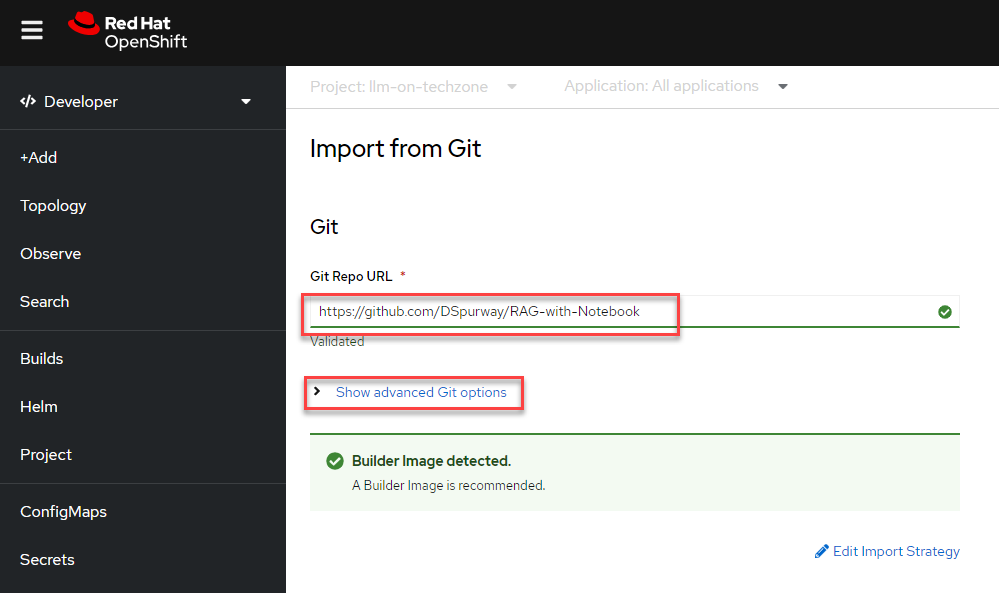 Red Hat
OpenShift
Developer
+Add
Topology
Observe
Search
Builds
Helm
Project
ConfigMaps
Secrets
Project: llm-on-techzone
Application: All applications
Import from Git
Git
Git Repo URL *
https://github.com/DSpurway/RAG-with-Notebook
Validated
Show advanced Git options
Builder Image detected.
A Builder Image is recommended.
Edit Import Strategy